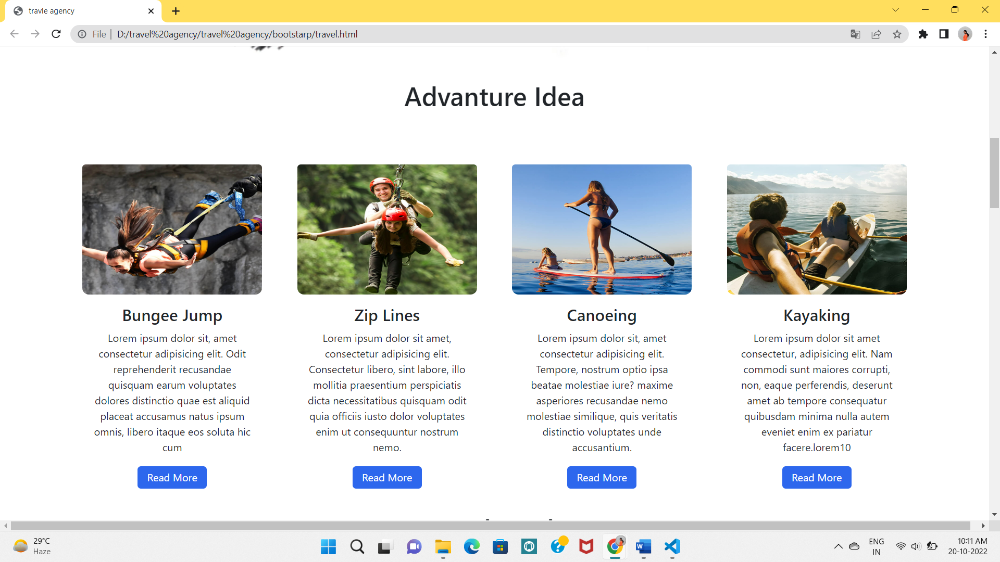 travle agency
File
D:/travel%20agency/travel%20agency/bootstarp/travel.html
Advanture Idea
Bungee Jump
Lorem ipsum dolor sit, amet
consectetur adipisicing elit. Odit
reprehenderit recusandae
quisquam earum voluptates
dolores distinctio quae est aliquid
placeat accusamus natus ipsum
omnis, libero itaque eos soluta hic
cum
Read More
Zip Lines
Lorem ipsum dolor sit amet,
consectetur adipisicing elit.
Consectetur libero, sint labore, illo
mollitia praesentium perspiciatis
dicta necessitatibus quisquam odit
quia officiis iusto dolor voluptates
enim ut consequuntur nostrum
nemo.
Read More
Canoeing
Lorem ipsum dolor sit, amet
consectetur adipisicing elit.
Tempore, nostrum optio ipsa
beatae molestiae iure? maxime
asperiores recusandae nemo
molestiae similique, quis veritatis
distinctio voluptates unde
accusantium.
Read More
Kayaking
Lorem ipsum dolor sit amet
consectetur, adipisicing elit. Nam
commodi sunt maiores corrupti,
non, eaque perferendis, deserunt
amet ab tempore consequatur
quibusdam minima nulla autem
eveniet enim ex pariatur
facere.lorem10
Read More
29°C
Haze
ENG
IN
10:11 AM
20-10-2022